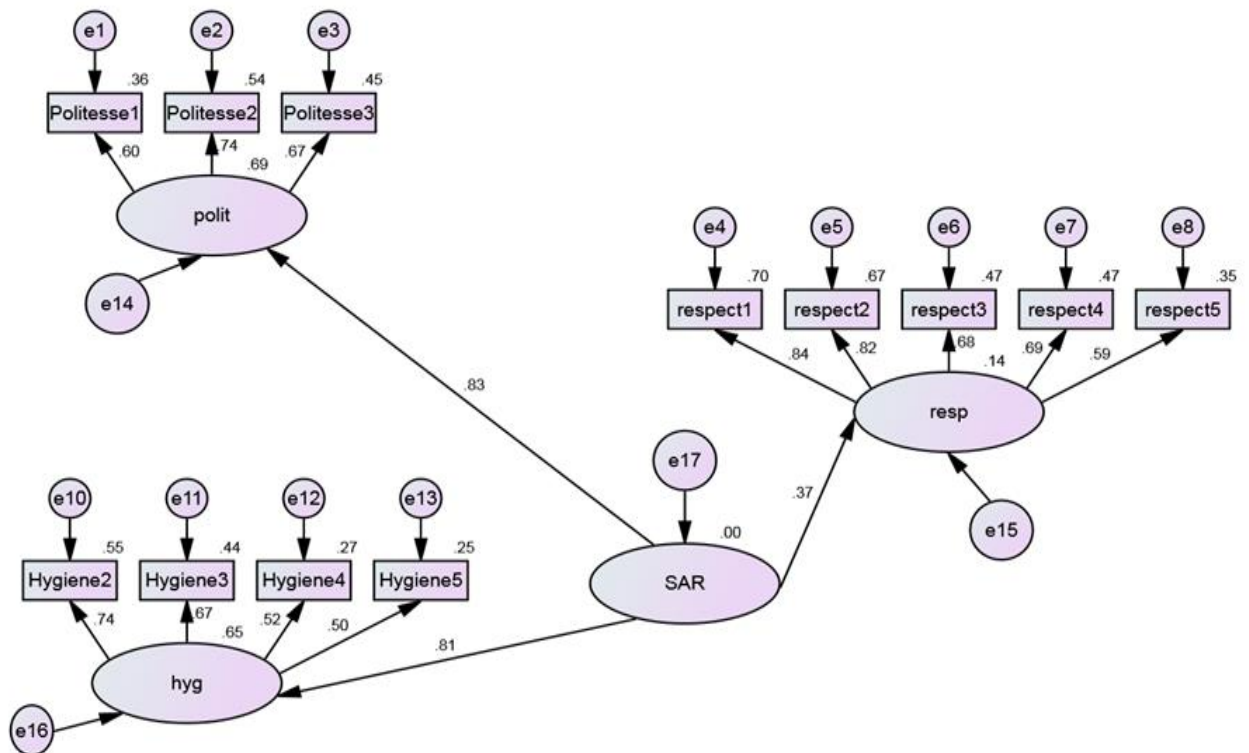 e1
e2
e3
.36
.54
.45
Politesse1
Politesse2
Politesse3
.60
.74
.67
.69
polit
e14
e4
e5
e6
e7
e8
.70
.67
.47
.47
.35
respect1
respect2
respect3
respect4
respect5
.84
.82
.68
.69
.59
.14
resp
e15
.83
.37
e17
.00
SAR
.81
e10
e11
e12
e13
.55
.44
.27
.25
Hygiene2
Hygiene3
Hygiene4
Hygiene5
.74
.67
.52
.50
.65
hyg
e16